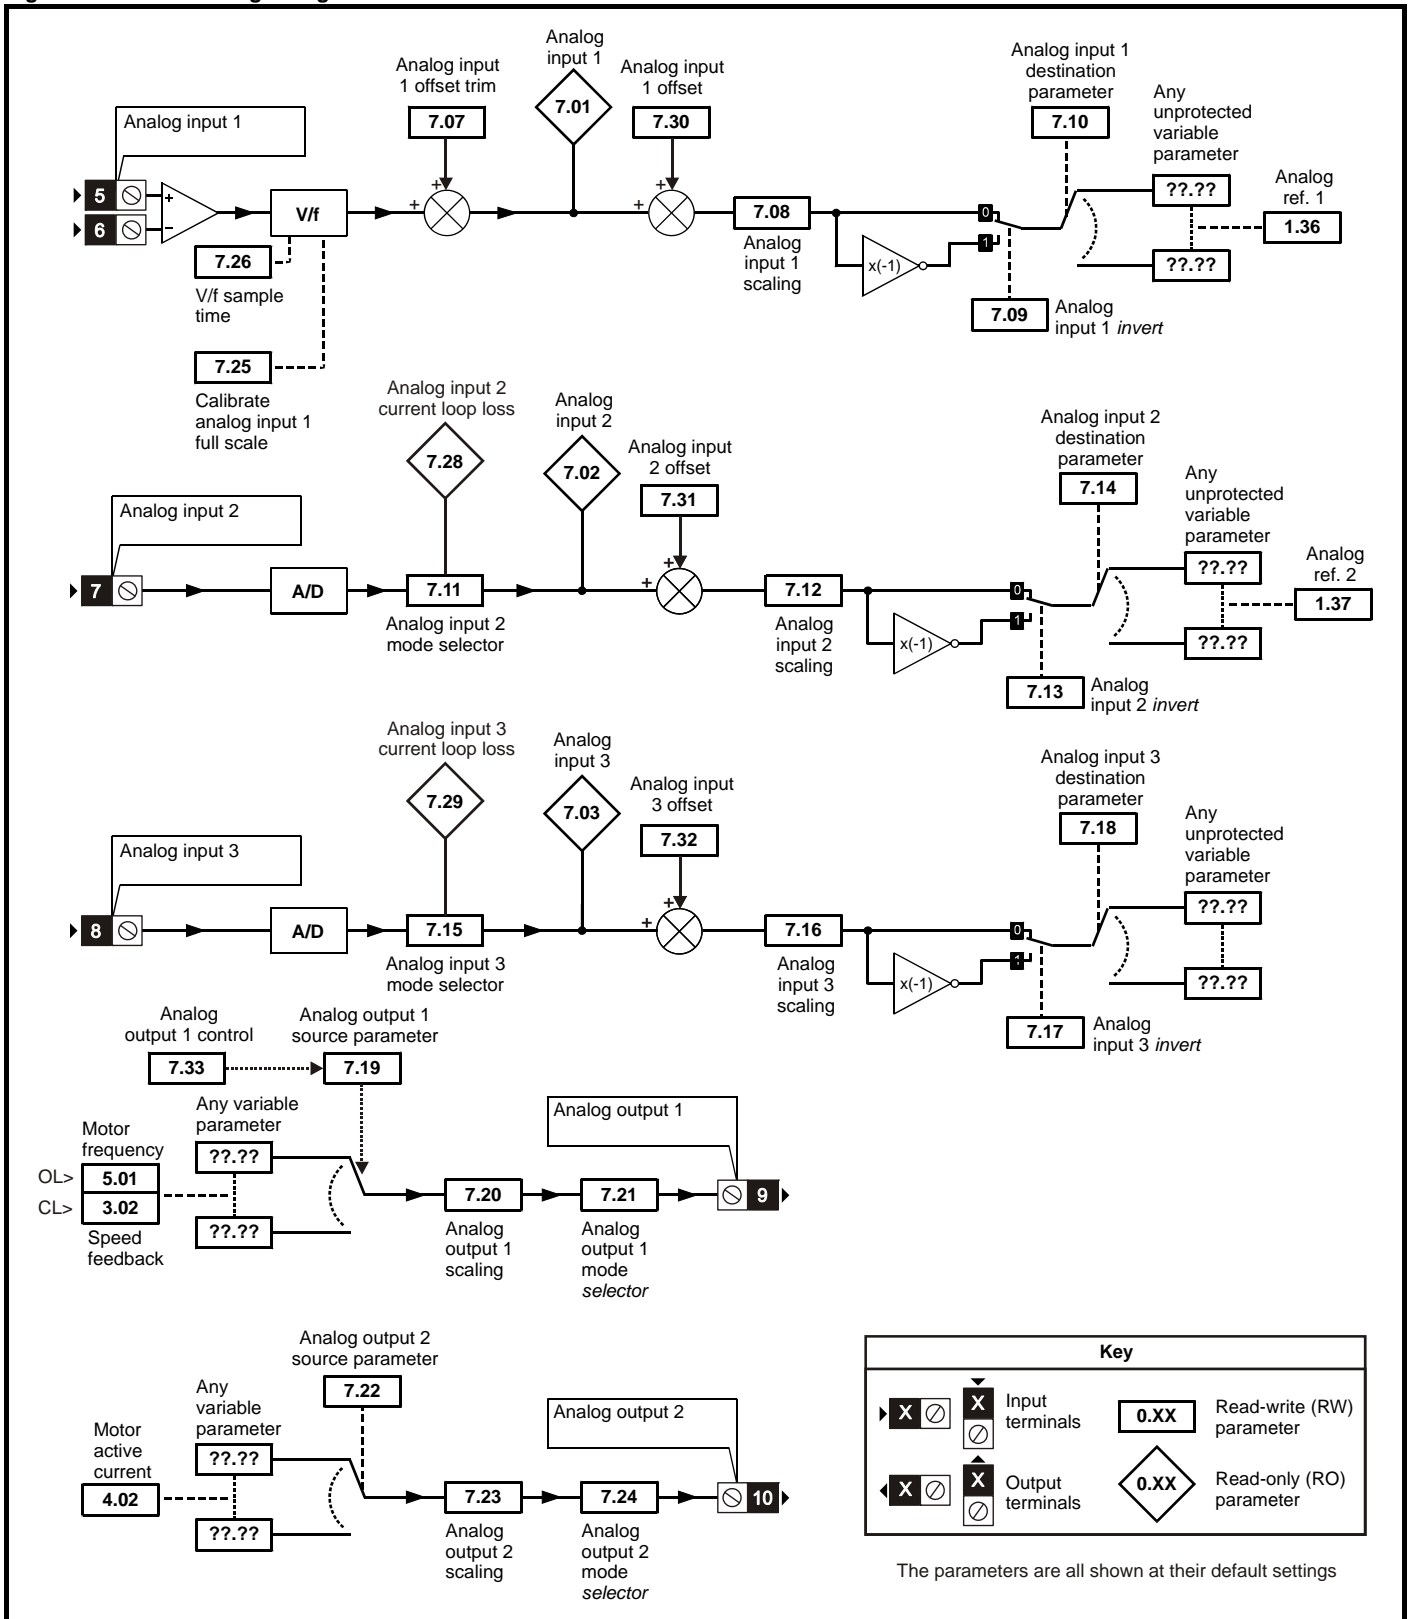 Analog input 1
5
6
+
−
V/f
7.26
V/f sample
time
7.25
Calibrate
analog input 1
full scale
Analog input
1 offset trim
7.07
+
+
Analog
input 1
7.01
Analog input
1 offset
7.30
+
+
7.08
Analog
input 1
scaling
x(-1)
0
1
7.09
Analog
input 1 invert
Analog input 1
destination
parameter
7.10
Any
unprotected
variable
parameter
??.??
??.??
Analog
ref. 1
1.36
Analog input 2
7
A/D
Analog input 2
current loop loss
7.28
7.11
Analog input 2
mode selector
Analog
input 2
7.02
Analog input
2 offset
7.31
+
+
7.12
Analog
input 2
scaling
x(-1)
0
1
7.13
Analog
input 2 invert
Analog input 2
destination
parameter
7.14
Any
unprotected
variable
parameter
??.??
??.??
Analog
ref. 2
1.37
Analog input 3
8
A/D
Analog input 3
current loop loss
7.29
7.15
Analog input 3
mode selector
Analog
input 3
7.03
Analog input
3 offset
7.32
+
+
7.16
Analog
input 3
scaling
x(-1)
0
1
7.17
Analog
input 3 invert
Analog input 3
destination
parameter
7.18
Any
unprotected
variable
parameter
??.??
??.??
Analog
output 1 control
7.33
Analog output 1
source parameter
7.19
Any variable
parameter
??.??
??.??
Motor
frequency
OL> 5.01
CL> 3.02
Speed
feedback
7.20
Analog
output 1
scaling
7.21
Analog
output 1
mode
selector
Analog output 1
9
Analog output 2
source parameter
7.22
Any
variable
parameter
??.??
??.??
Motor
active
current
4.02
7.23
Analog
output 2
scaling
7.24
Analog
output 2
mode
selector
Analog output 2
10
Key
X
X
Input
terminals
0.XX
Read-write (RW)
parameter
X
X
Output
terminals
0.XX
Read-only (RO)
parameter
The parameters are all shown at their default settings